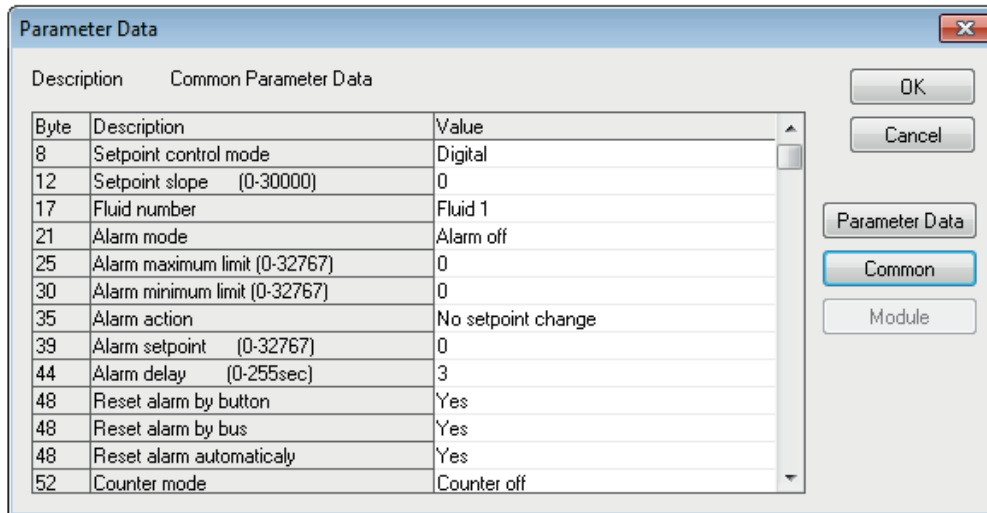 Parameter Data
Description Common Parameter Data
OK
Cancel
Byte Description Value
8 Setpoint control mode Digital
12 Setpoint slope (0-30000) 0
17 Fluid number Fluid 1
21 Alarm mode Alarm off
25 Alarm maximum limit (0-32767) 0
30 Alarm minimum limit (0-32767) 0
35 Alarm action No setpoint change
39 Alarm setpoint (0-32767) 0
44 Alarm delay (0-255sec) 3
48 Reset alarm by button Yes
48 Reset alarm by bus Yes
48 Reset alarm automaticaly Yes
52 Counter mode Counter off
Parameter Data
Common
Module